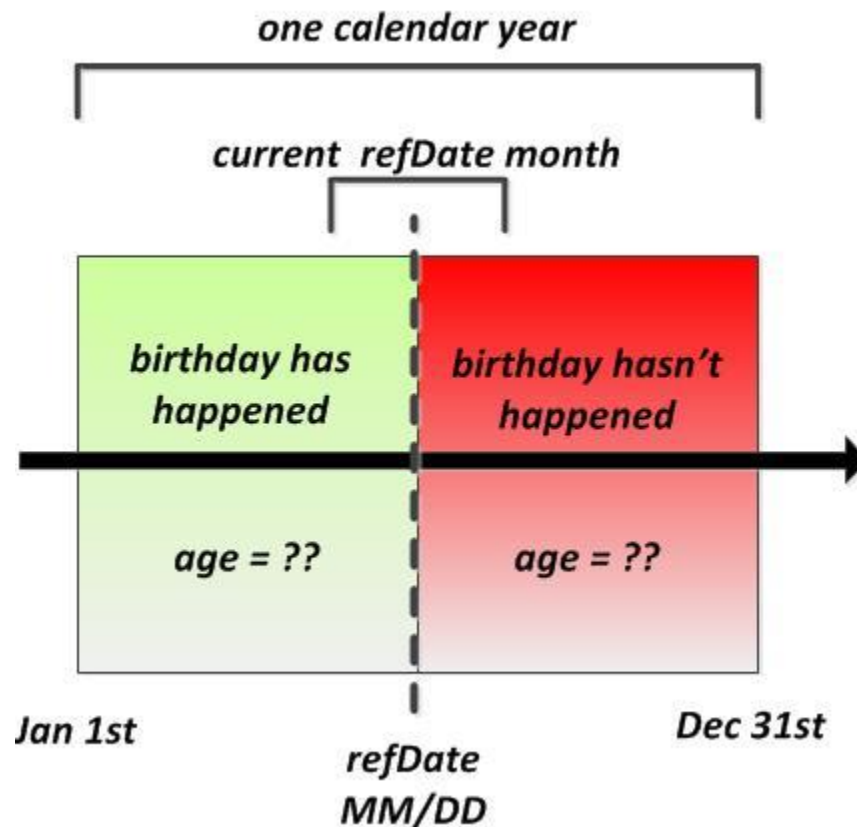 one calendar year
current refDate month
birthday has
happened
birthday hasn't
happened
age = ??
age = ??
Jan 1st
Dec 31st
refDate
MM/DD